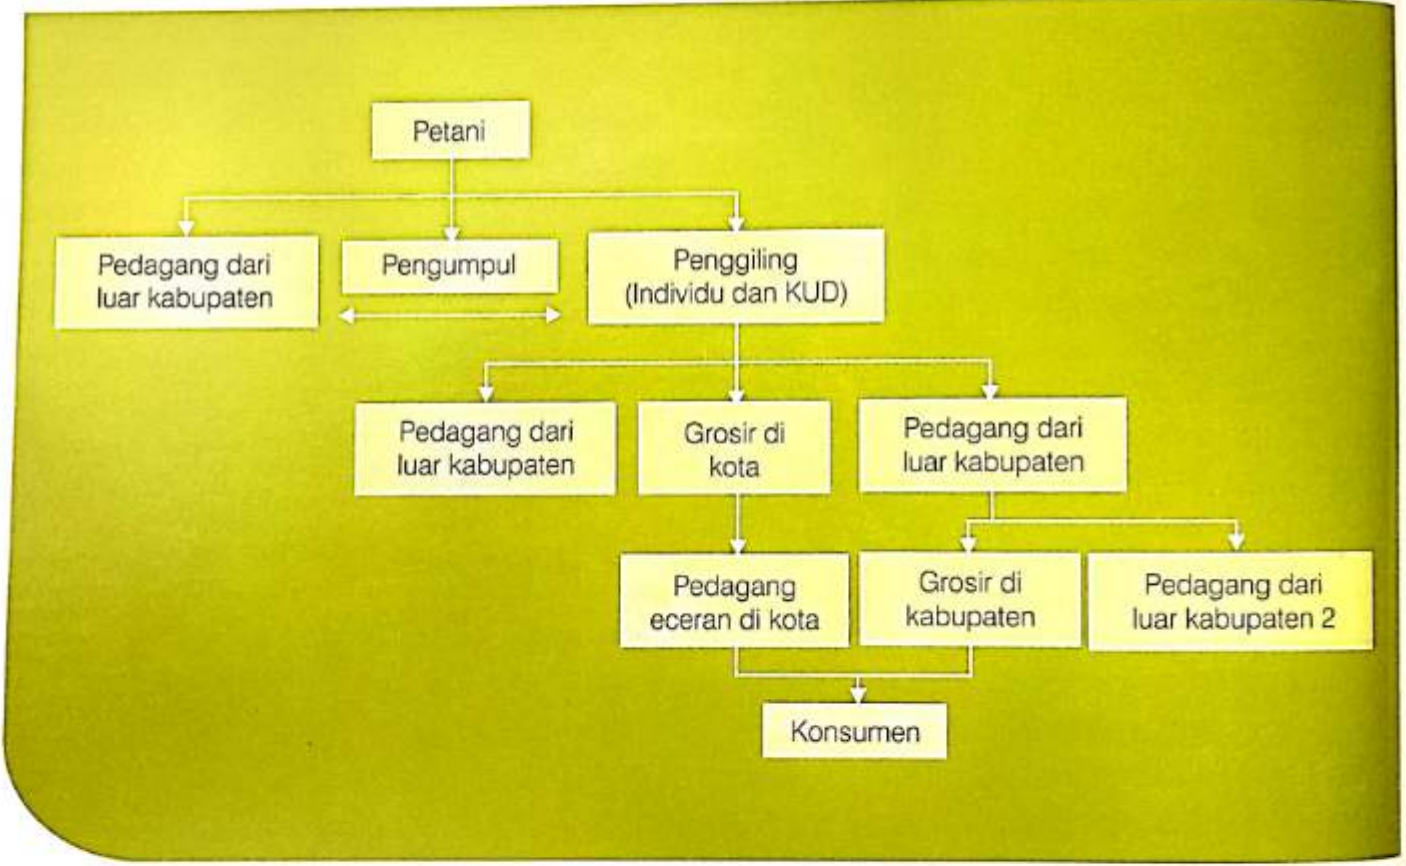 Petani
Pedagang dari
luar kabupaten
Pengumpul
Penggiling
(Individu dan KUD)
Pedagang dari
luar kabupaten
Grosir di
kota
Pedagang dari
luar kabupaten
Pedagang
eceran di kota
Grosir di
kabupaten
Pedagang dari
luar kabupaten 2
Konsumen